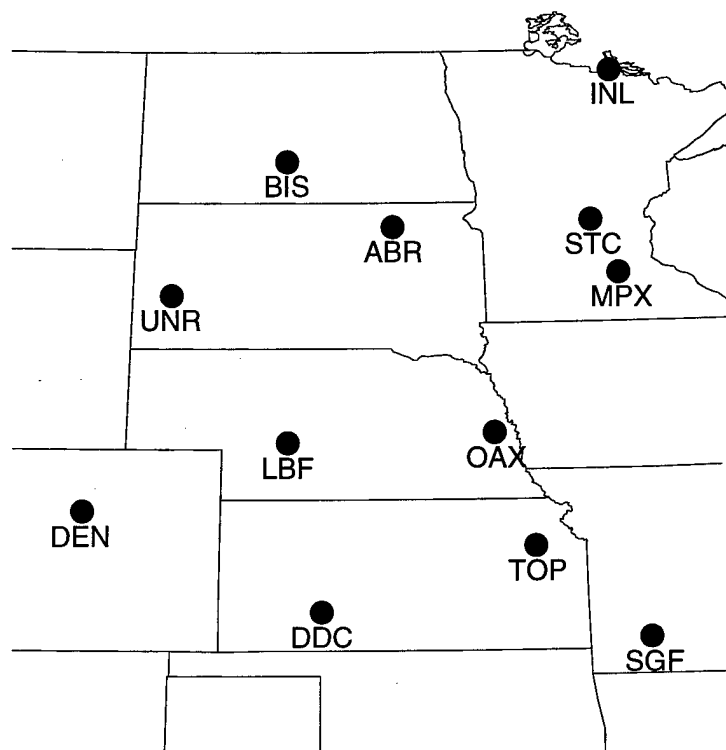 INL
BIS
STC
ABR
MPX
UNR
LBF
OAX
DEN
TOP
DDC
SGF